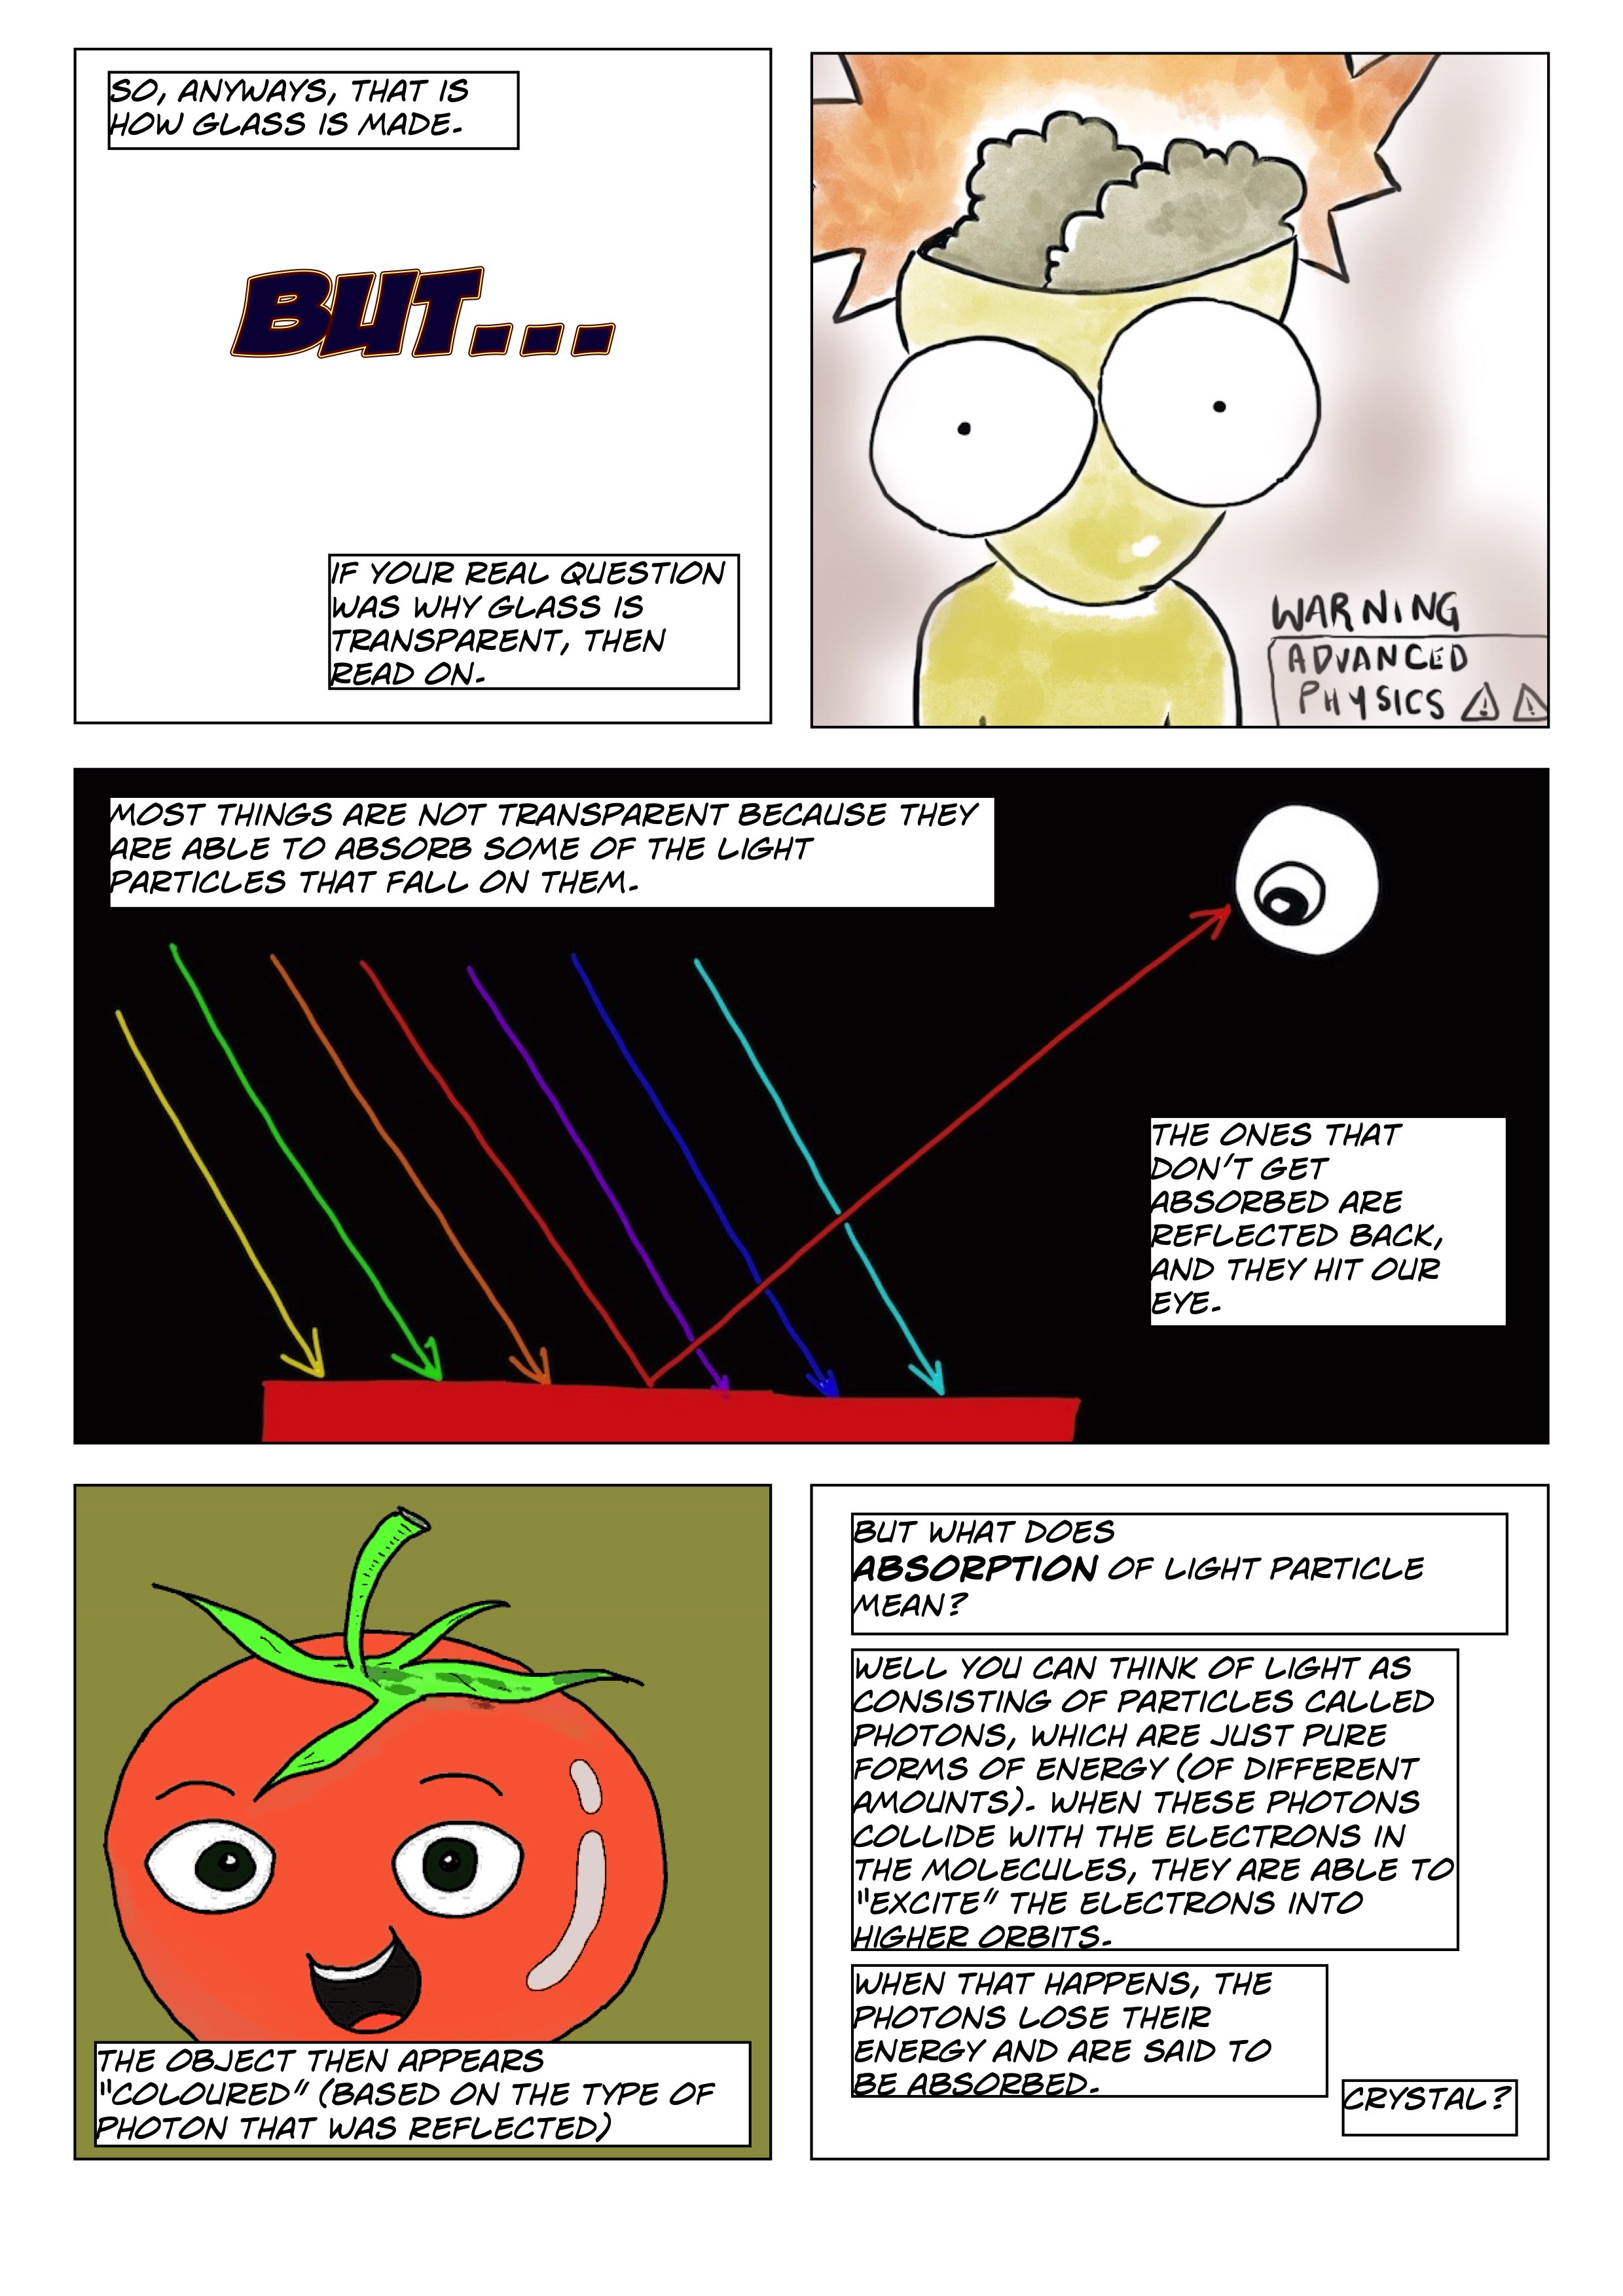 SO, ANYWAYS, THAT IS
HOW GLASS IS MADE.
BUT...
IF YOUR REAL QUESTION
WAS WHY GLASS IS
TRANSPARENT, THEN
READ ON.
WARNING
ADVANCED
PHYSICS
MOST THINGS ARE NOT TRANSPARENT BECAUSE THEY
ARE ABLE TO ABSORB SOME OF THE LIGHT
PARTICLES THAT FALL ON THEM.
THE ONES THAT
DON'T GET
ABSORBED ARE
REFLECTED BACK,
AND THEY HIT OUR
EYE.
THE OBJECT THEN APPEARS
"COLOURED" (BASED ON THE TYPE OF
PHOTON THAT WAS REFLECTED)
BUT WHAT DOES
ABSORPTION OF LIGHT PARTICLE
MEAN?
WELL YOU CAN THINK OF LIGHT AS
CONSISTING OF PARTICLES CALLED
PHOTONS, WHICH ARE JUST PURE
FORMS OF ENERGY (OF DIFFERENT
AMOUNTS). WHEN THESE PHOTONS
COLLIDE WITH THE ELECTRONS IN
THE MOLECULES, THEY ARE ABLE TO
"EXCITE" THE ELECTRONS INTO
HIGHER ORBITS.
WHEN THAT HAPPENS, THE
PHOTONS LOSE THEIR
ENERGY AND ARE SAID TO
BE ABSORBED.
CRYSTAL?